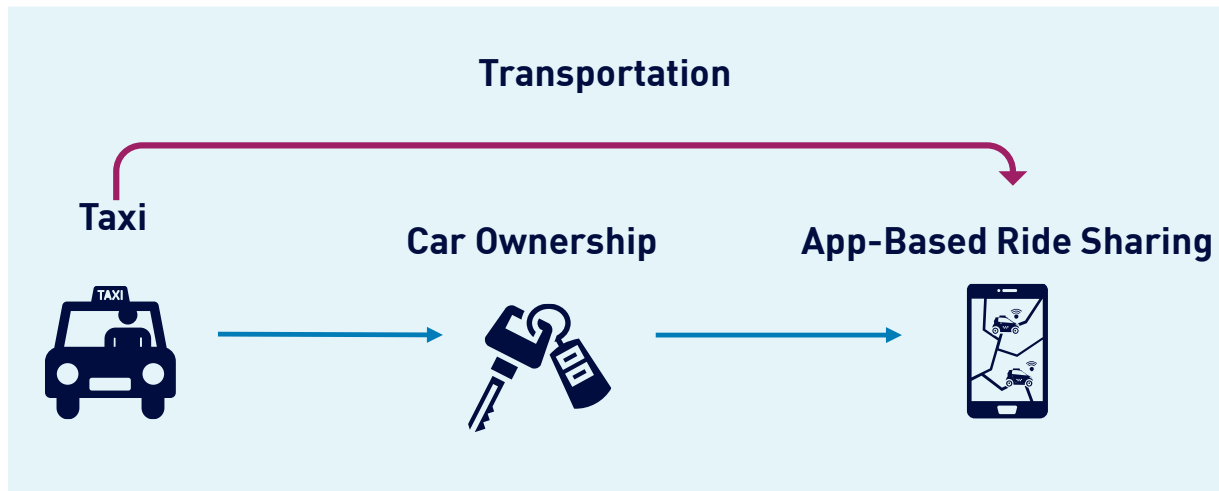 Transportation
Taxi
Car Ownership
App-Based Ride Sharing
TAXI